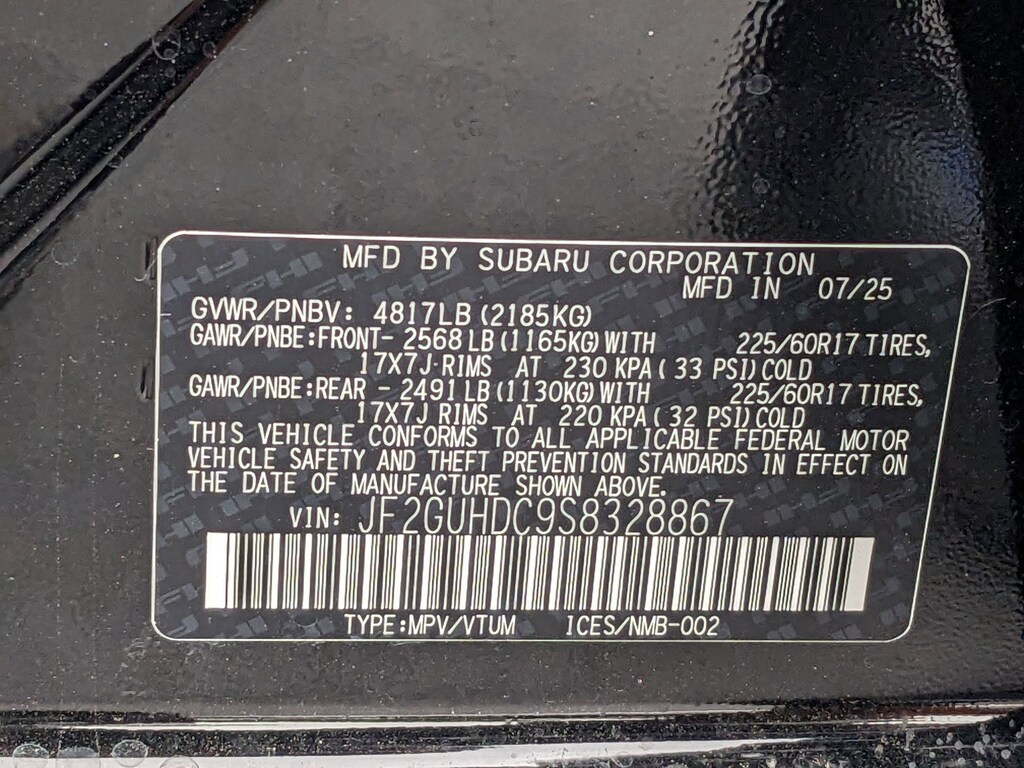 MFD BY SUBARU CORPORATION
MFD IN 07/25
GVWR/PNBV: 4817LB (2185KG)
GAWR/PNBE:FRONT- 2568 LB (1165KG) WITH 225/60R17 TIRES,
17X7J RIMS AT 230 KPA ( 33 PSI) COLD
GAWR/PNBE:REAR - 2491 LB (1130KG) WITH 225/60R17 TIRES,
17X7J RIMS AT 220 KPA ( 32 PSI) COLD
THIS VEHICLE CONFORMS TO ALL APPLICABLE FEDERAL MOTOR
VEHICLE SAFETY AND THEFT PREVENTION STANDARDS IN EFFECT ON
THE DATE OF MANUFACTURE SHOWN ABOVE.
VIN: JF2GUHDC9S8328867
TYPE:MPV/VTUM ICES/NMB-002